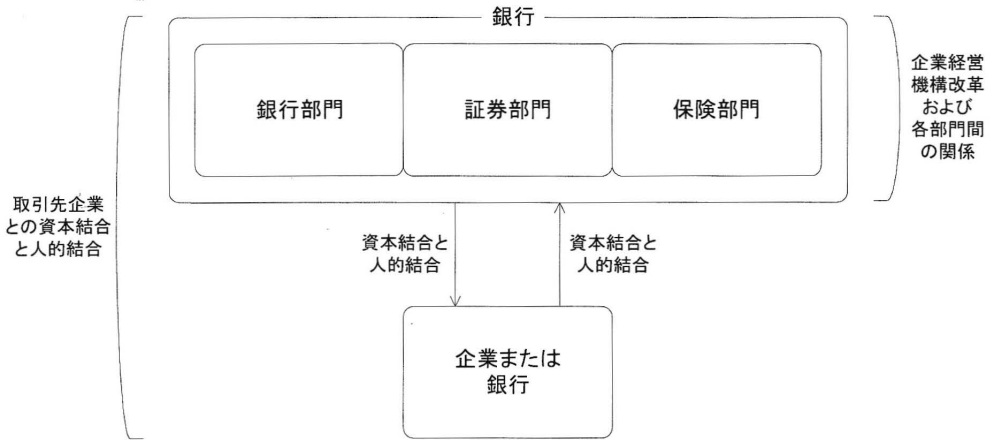 銀行
銀行部門
証券部門
保険部門
企業経営
機構改革
および
各部門間
の関係
取引先企業
との資本結合
と人的結合
資本結合と
人的結合
資本結合と
人的結合
企業または
銀行